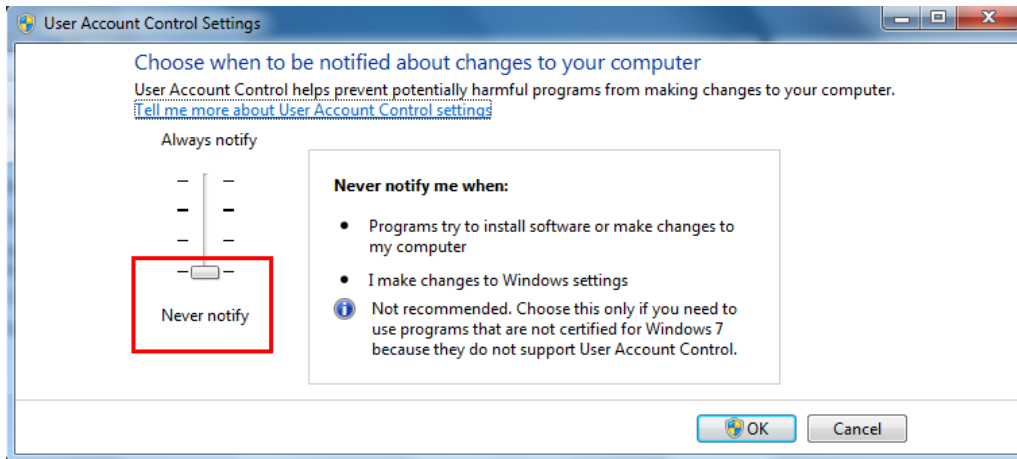 User Account Control Settings
Choose when to be notified about changes to your computer
User Account Control helps prevent potentially harmful programs from making changes to your computer.
Tell me more about User Account Control settings
Always notify
Never notify me when:
Programs try to install software or make changes to
my computer
I make changes to Windows settings
Never notify
Not recommended. Choose this only if you need to
use programs that are not certified for Windows 7
because they do not support User Account Control.
OK
Cancel